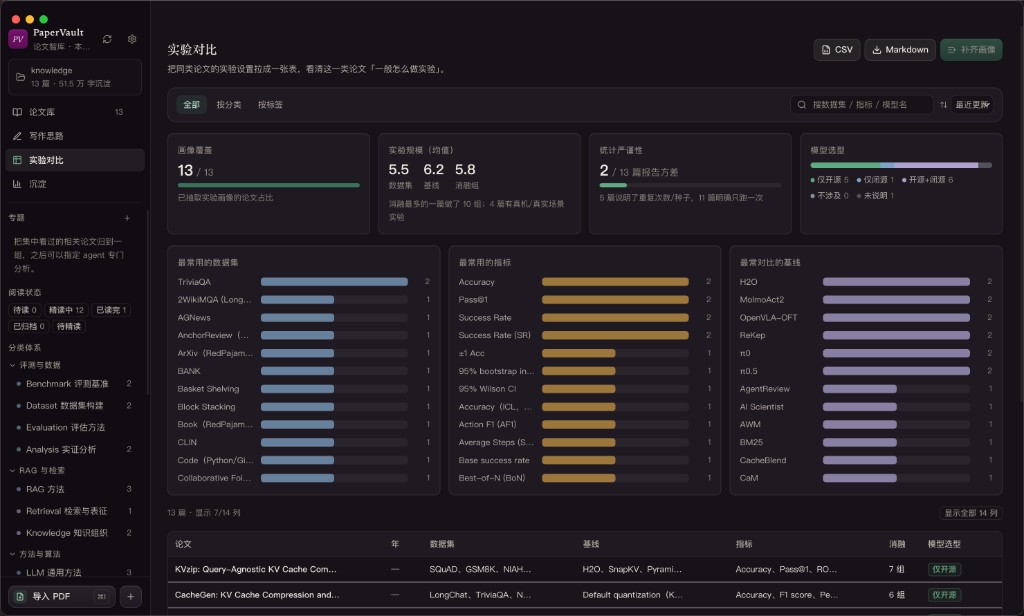 PV
PaperVault
论文智库 · 本…
knowledge
13 篇 · 51.5 万 字沉淀
论文库 13
写作思路
实验对比
沉淀
专题 +
把集中看过的相关论文归到一
组，之后可以指定 agent 专门
分析。
阅读状态
待读 0 精读中 12 已读完 1
已归档 0 待精读
分类体系
评测与数据
Benchmark 评测基准 2
Dataset 数据集构建 2
Evaluation 评估方法
Analysis 实证分析 2
RAG 与检索
RAG 方法 3
Retrieval 检索与表征 1
Knowledge 知识组织 2
方法与算法
LLM 通用方法 3
导入 PDF ⌘I +
实验对比
把同类论文的实验设置拉成一张表，看清这一类论文「一般怎么做实验」。
CSV Markdown 补齐画像
全部 按分类 按标签
搜数据集 / 指标 / 模型名 最近更新
画像覆盖
13 / 13
已抽取实验画像的论文占比
实验规模（均值）
5.5 6.2 5.8
数据集 基线 消融组
消融最多的一篇做了 10 组；4 篇有真机/真实场景
实验
统计严谨性
2 / 13 篇报告方差
5 篇说明了重复次数/种子，11 篇明确只跑一次
模型选型
仅开源 5 仅闭源 1 开源+闭源 6
不涉及 0 未说明 1
最常用的数据集
TriviaQA 2
2WikiMQA (Long… 1
AGNews 1
AnchorReview (… 1
ArXiv (RedPajam… 1
BANK 1
Basket Shelving 1
Block Stacking 1
Book (RedPajam… 1
CLIN 1
Code (Python/Gi… 1
Collaborative Foi… 1
最常用的指标
Accuracy 2
Pass@1 2
Success Rate 2
Success Rate (SR) 2
±1 Acc 1
95% bootstrap in… 1
95% Wilson CI 1
Accuracy (ICL, … 1
Action F1 (AF1) 1
Average Steps (S… 1
Base success rate 1
Best-of-N (BoN) 1
最常对比的基线
H2O 2
MolmoAct2 2
OpenVLA-OFT 2
ReKep 2
π0 2
π0.5 2
AgentReview 1
AI Scientist 1
AWM 1
BM25 1
CacheBlend 1
CaM 1
13 篇 · 显示 7/14 列 显示全部 14 列
论文 年 数据集 基线 指标 消融 模型选型
KVzip: Query-Agnostic KV Cache Com… — SQuAD、GSM8K、NIAH… H2O、SnapKV、Pyrami… Accuracy、Pass@1、RO… 7 组 仅开源
CacheGen: KV Cache Compression and… — LongChat、TriviaQA、N… Default quantization (K… Accuracy、F1 score、Pe… 6 组 仅开源